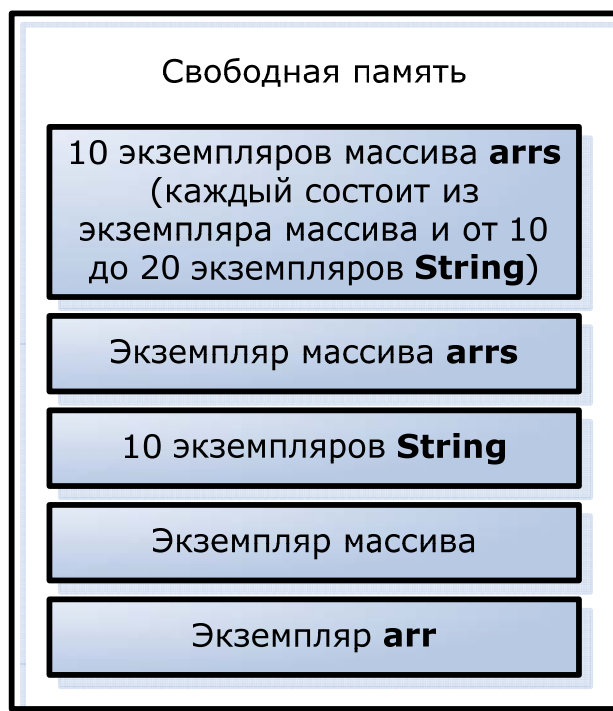 Свободная память
10 экземпляров массива arrs
(каждый состоит из
экземпляра массива и от 10
до 20 экземпляров String)
Экземпляр массива arrs
10 экземпляров String
Экземпляр массива
Экземпляр arr